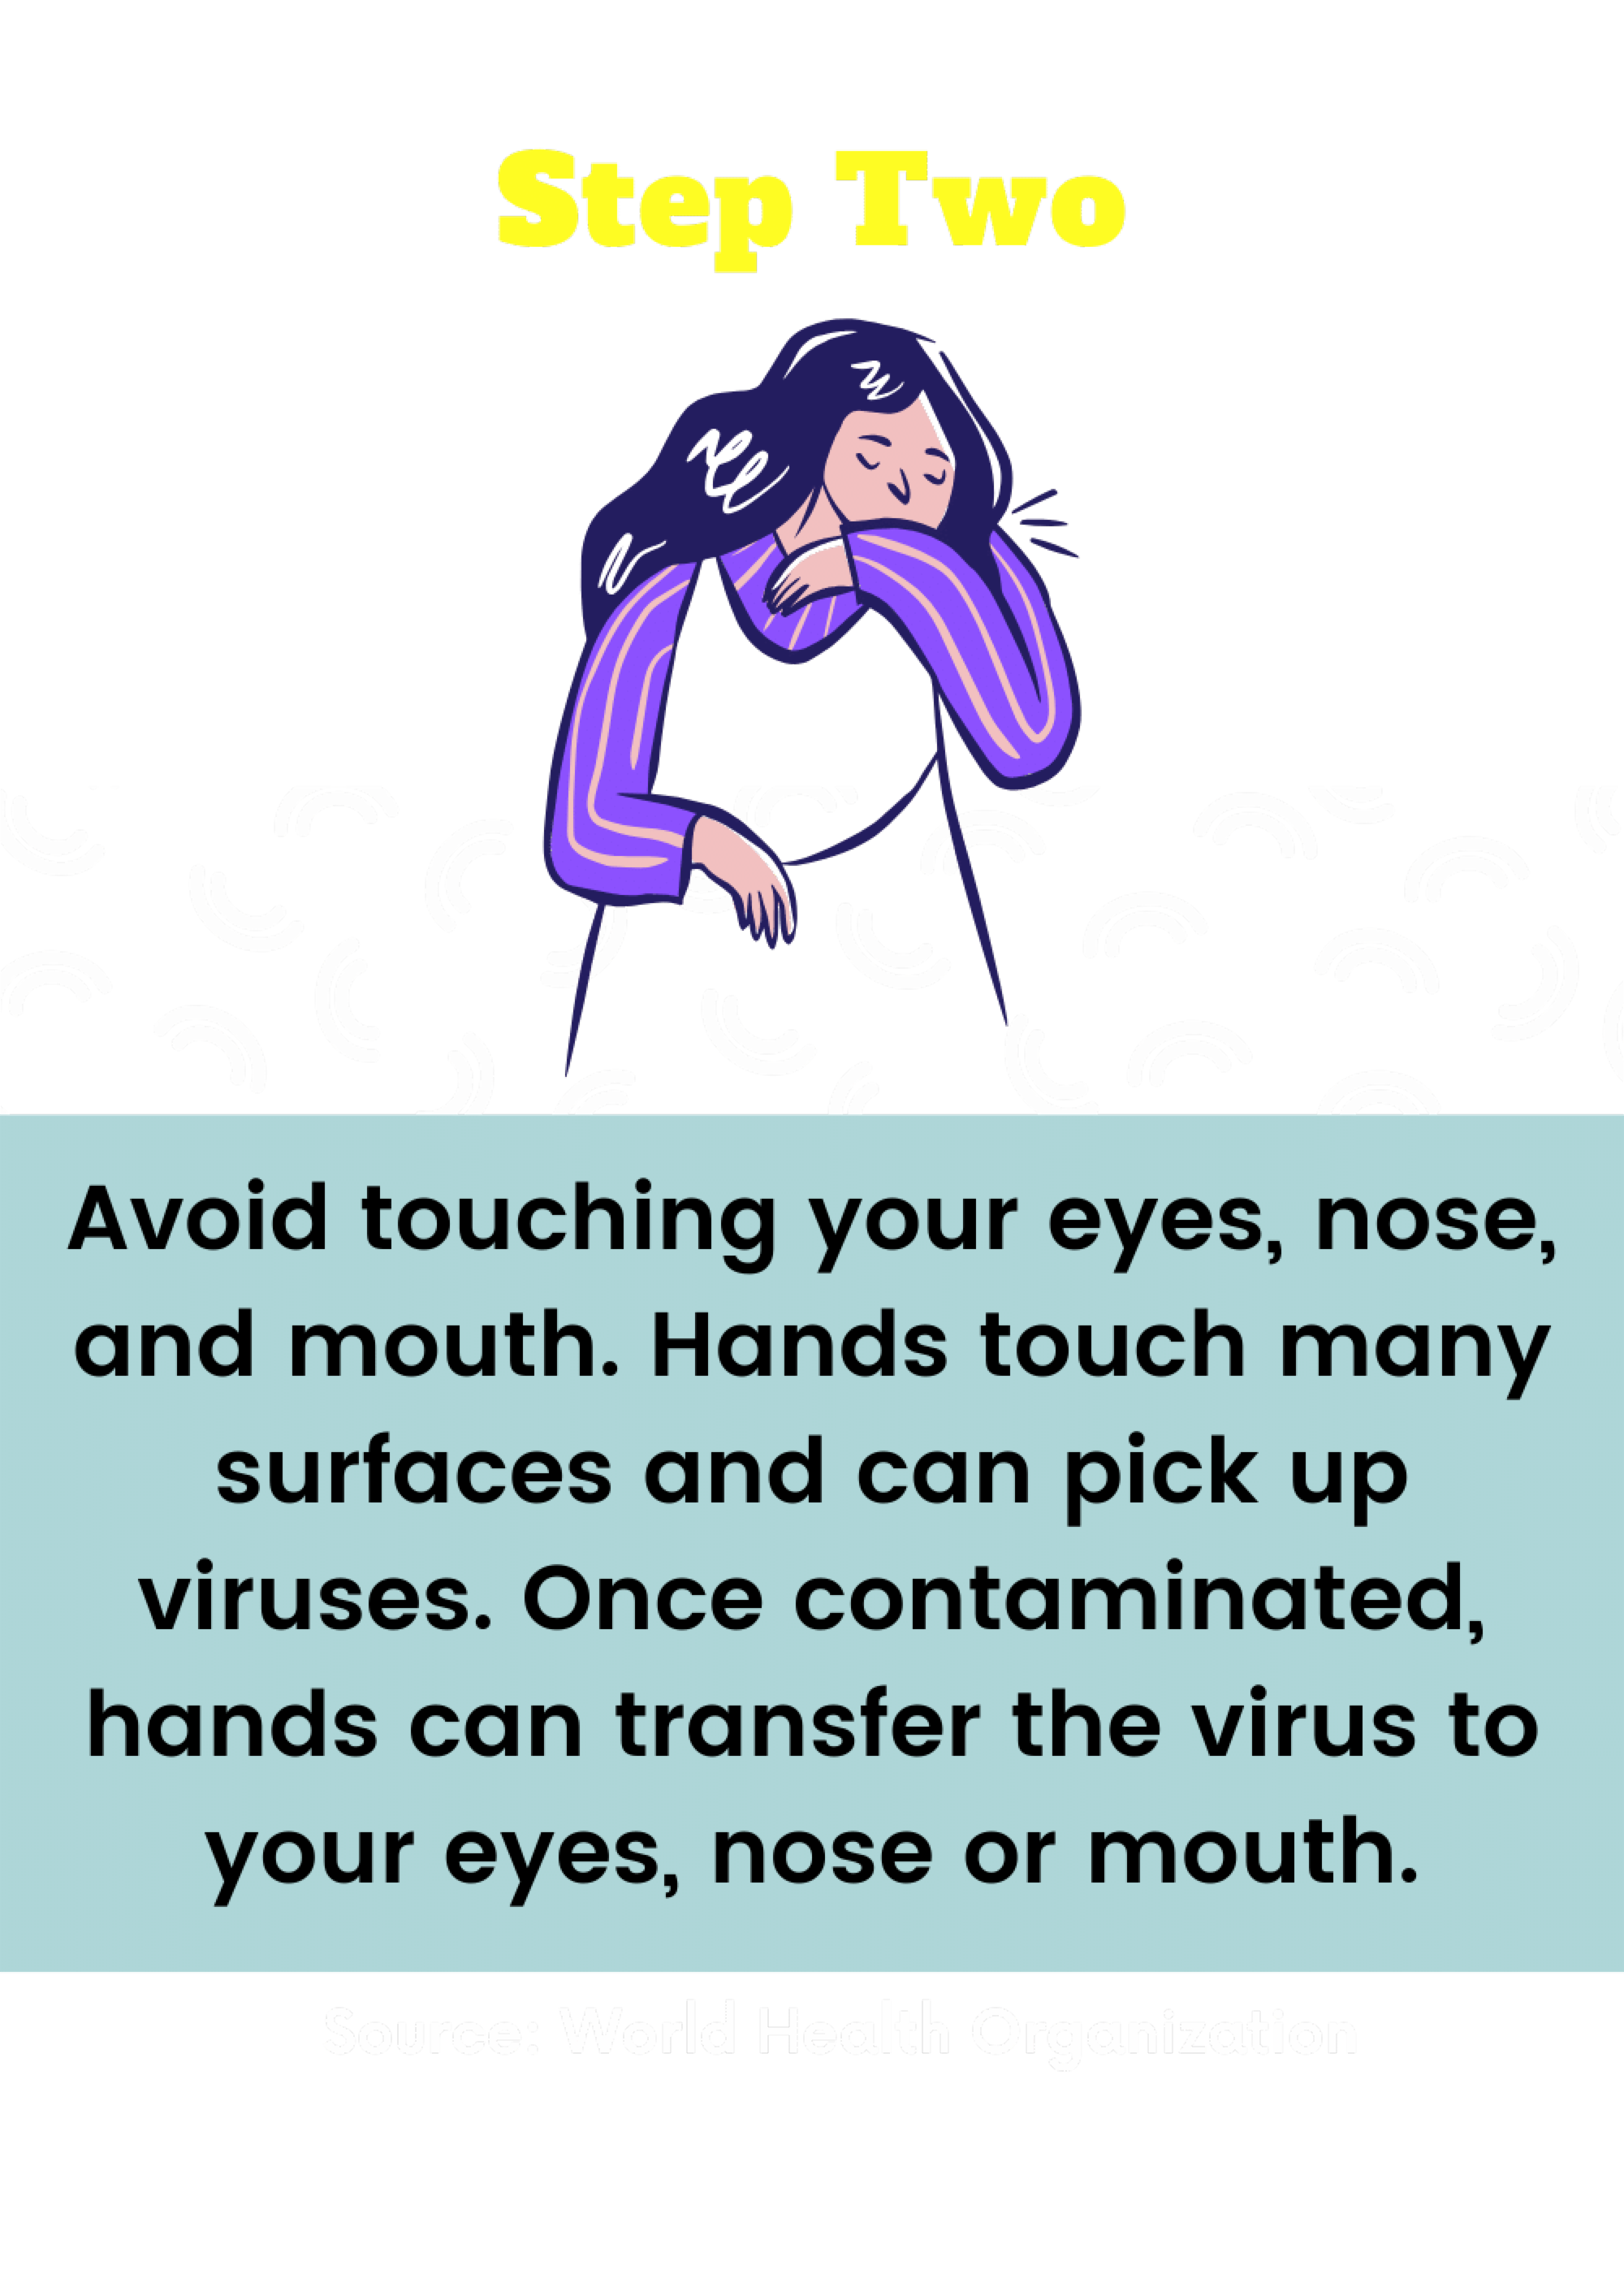 Step Two
Avoid touching your eyes, nose,
and mouth. Hands touch many
surfaces and can pick up
viruses. Once contaminated,
hands can transfer the virus to
your eyes, nose or mouth.
Source: World Health Organization